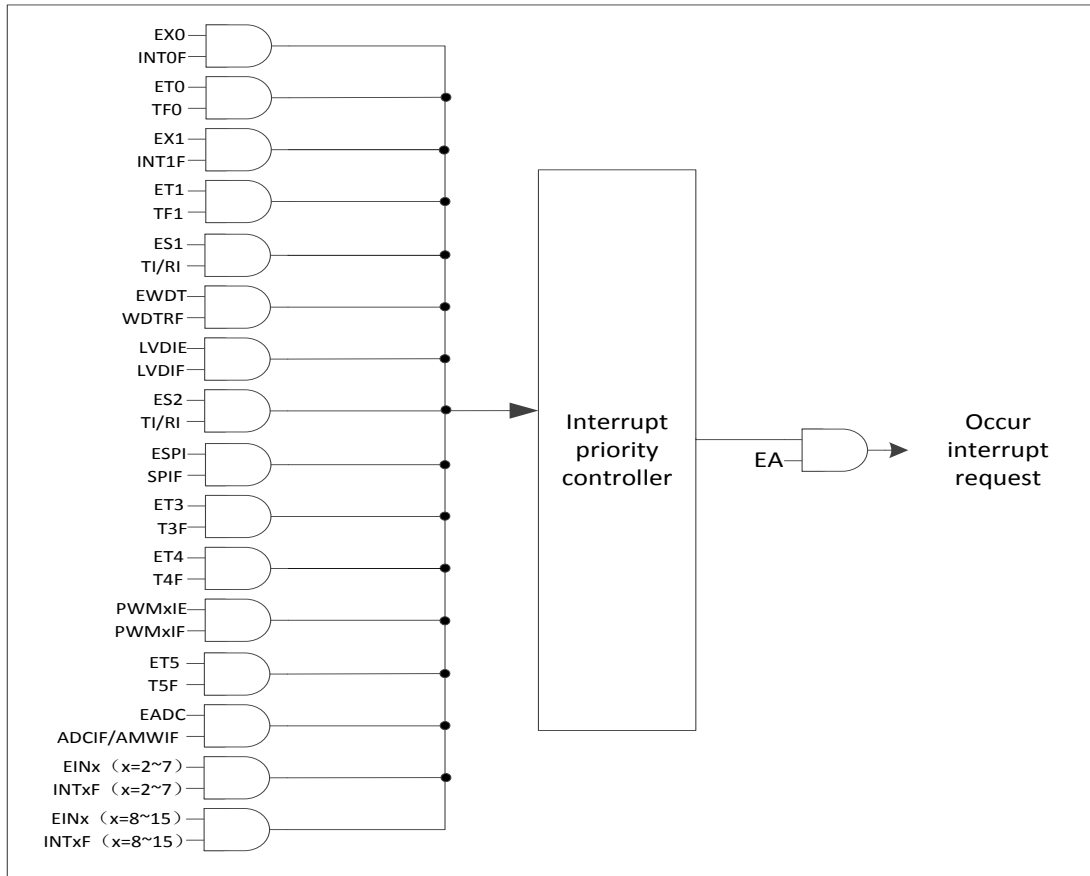 EX0
INT0F
ET0
TF0
EX1
INT1F
ET1
TF1
ES1
TI/RI
EWDT
WDTRF
LVDIE
LVDIF
ES2
TI/RI
ESPI
SPIF
ET3
T3F
ET4
T4F
PWMxIE
PWMxIF
ET5
T5F
EADC
ADCIF/AMWIF
EINx（x=2~7）
INTxF（x=2~7）
EINx（x=8~15）
INTxF（x=8~15）
Interrupt
priority
controller
EA
Occur
interrupt
request